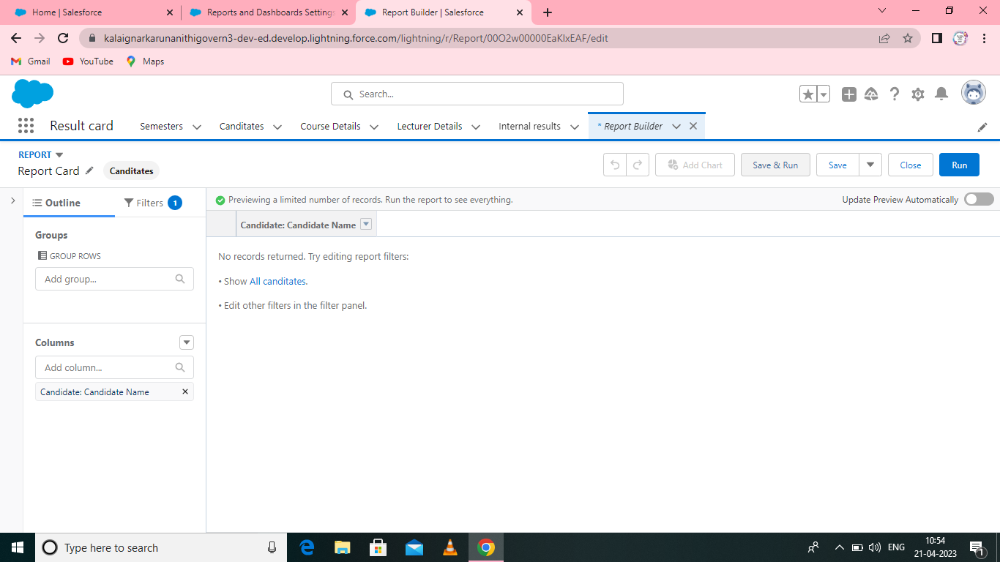 Home | Salesforce
Reports and Dashboards Settings
Report Builder | Salesforce
kalaignarkarunanithigovern3-dev-ed.develop.lightning.force.com/lightning/r/Report/00O2w00000EaKlxEAF/edit
Gmail
YouTube
Maps
Search...
Result card
Semesters
Canditates
Course Details
Lecturer Details
Internal results
* Report Builder
REPORT
Report Card
Canditates
Add Chart
Save & Run
Save
Close
Run
Outline
Filters
1
Previewing a limited number of records. Run the report to see everything.
Update Preview Automatically
Groups
GROUP ROWS
Add group...
Columns
Add column...
Candidate: Candidate Name
Candidate: Candidate Name
No records returned. Try editing report filters:
• Show All canditates.
• Edit other filters in the filter panel.
Type here to search
ENG
10:54
21-04-2023
1